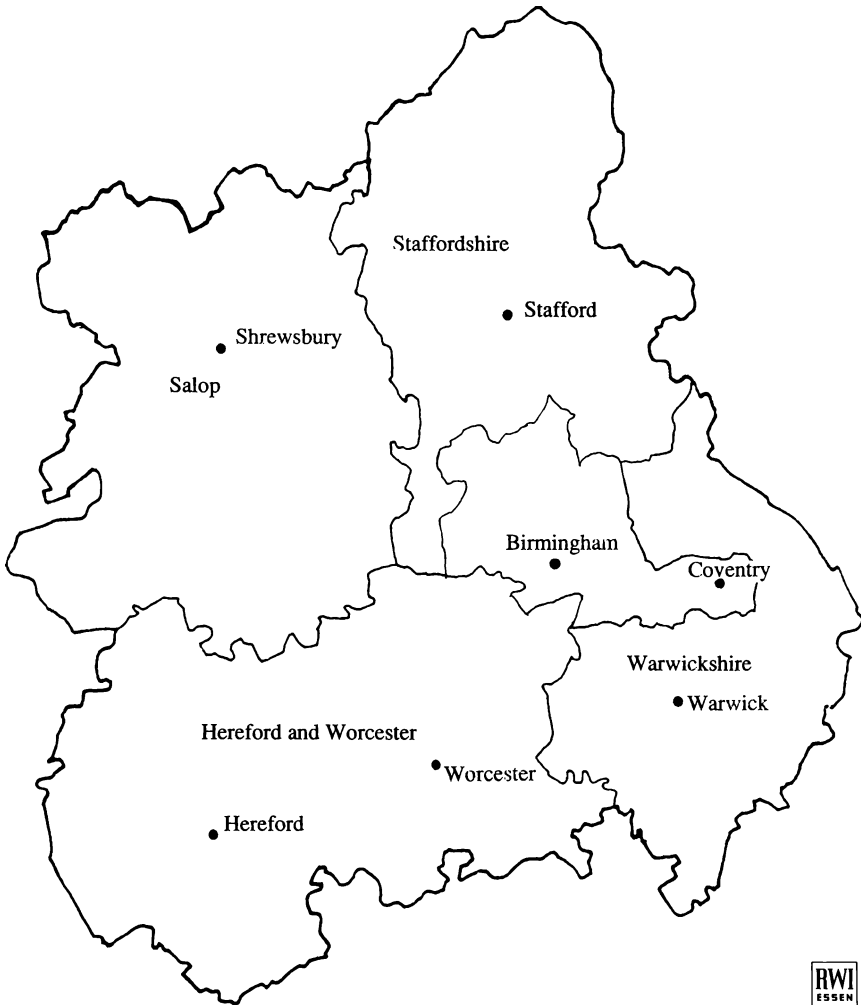 Staffordshire
Stafford
Shrewsbury
Salop
Birmingham
Coventry
Warwickshire
Warwick
Hereford and Worcester
Worcester
Hereford
RWI
ESSEN